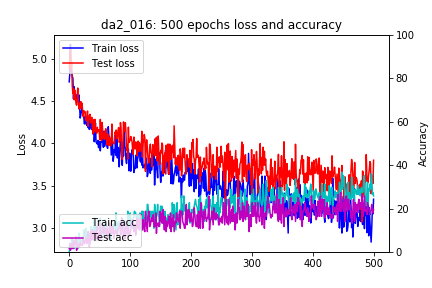 da2_016: 500 epochs loss and accuracy
Train loss
Test loss
Train acc
Test acc
Loss
5.0
4.5
4.0
3.5
3.0
Accuracy
100
80
60
40
20
0
0 100 200 300 400 500